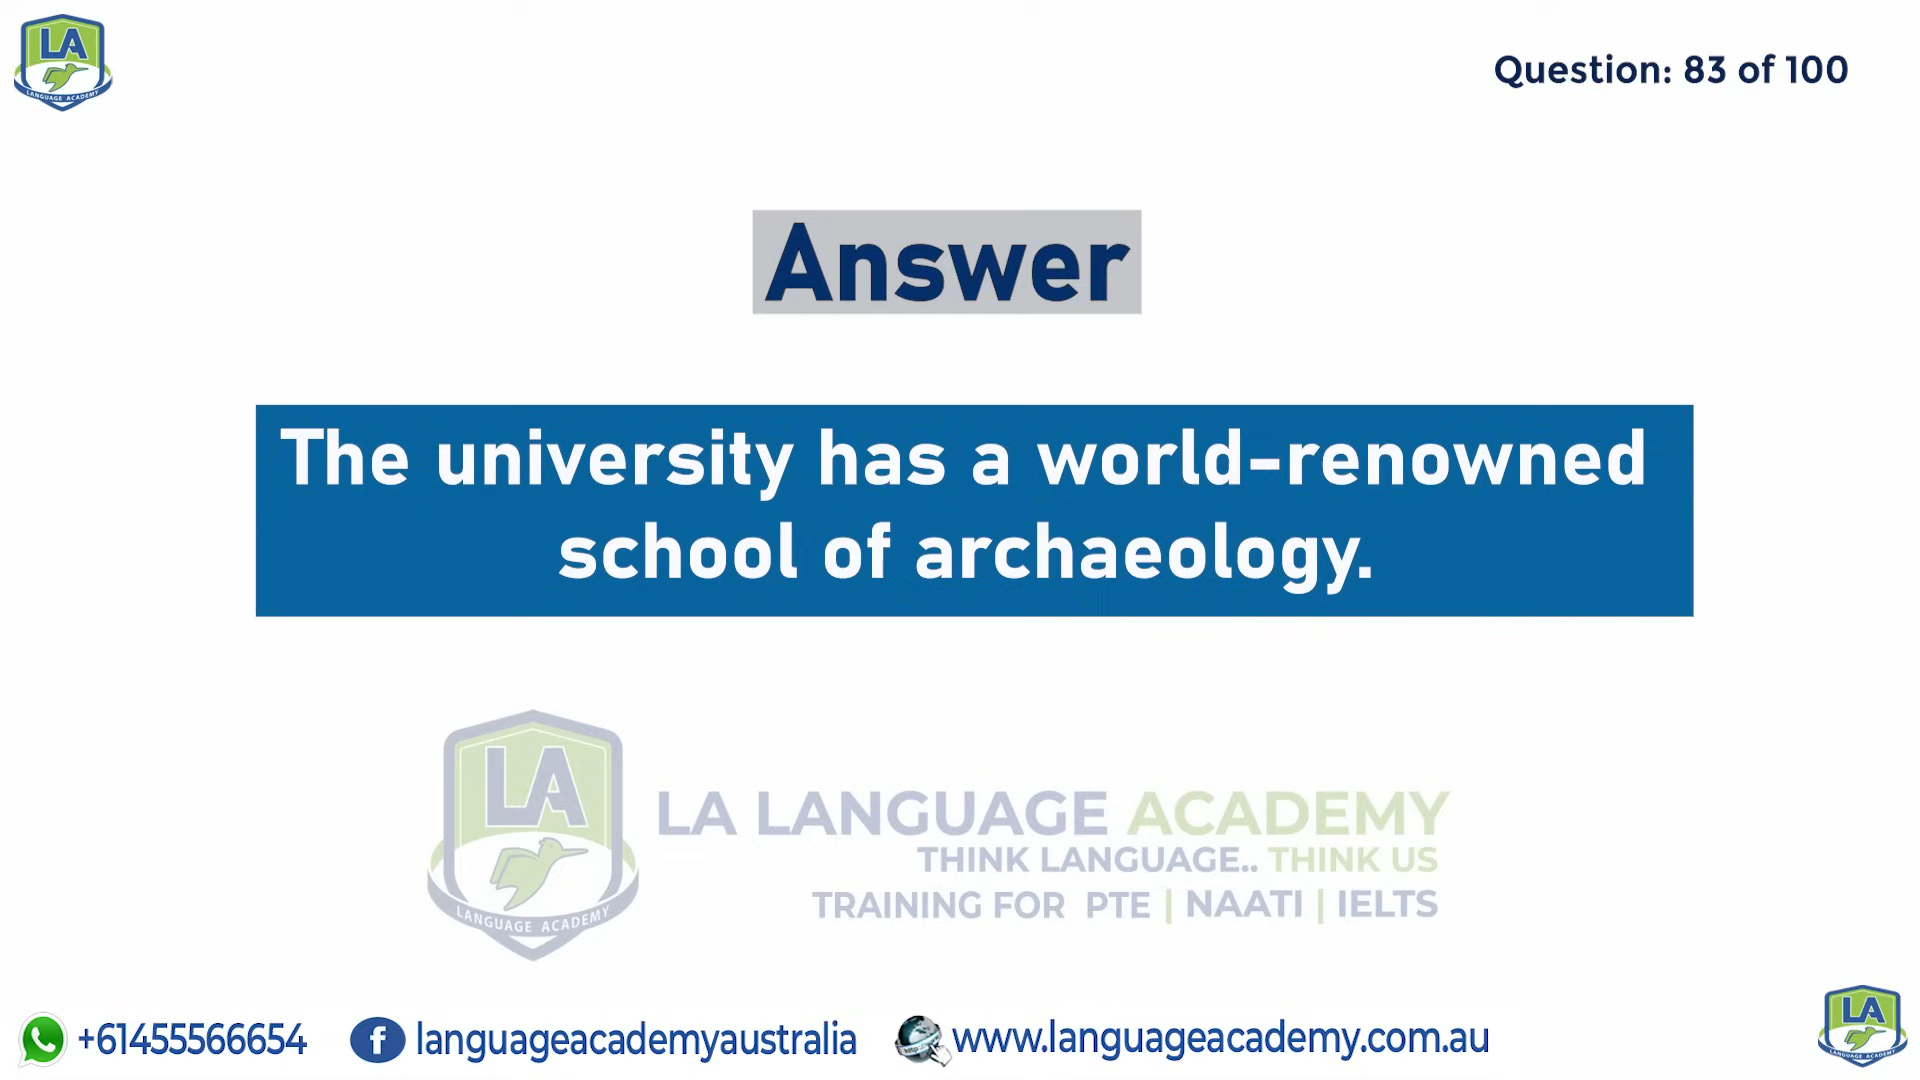 LA
LANGUAGE ACADEMY
Question: 83 of 100
Answer
The university has a world-renowned
school of archaeology.
LA
LANGUAGE ACADEMY
LA LANGUAGE ACADEMY
THINK LANGUAGE.. THINK US
TRAINING FOR PTE | NAATI | IELTS
+61455566654
languageacademyaustralia
www.languageacademy.com.au
LA
LANGUAGE ACADEMY